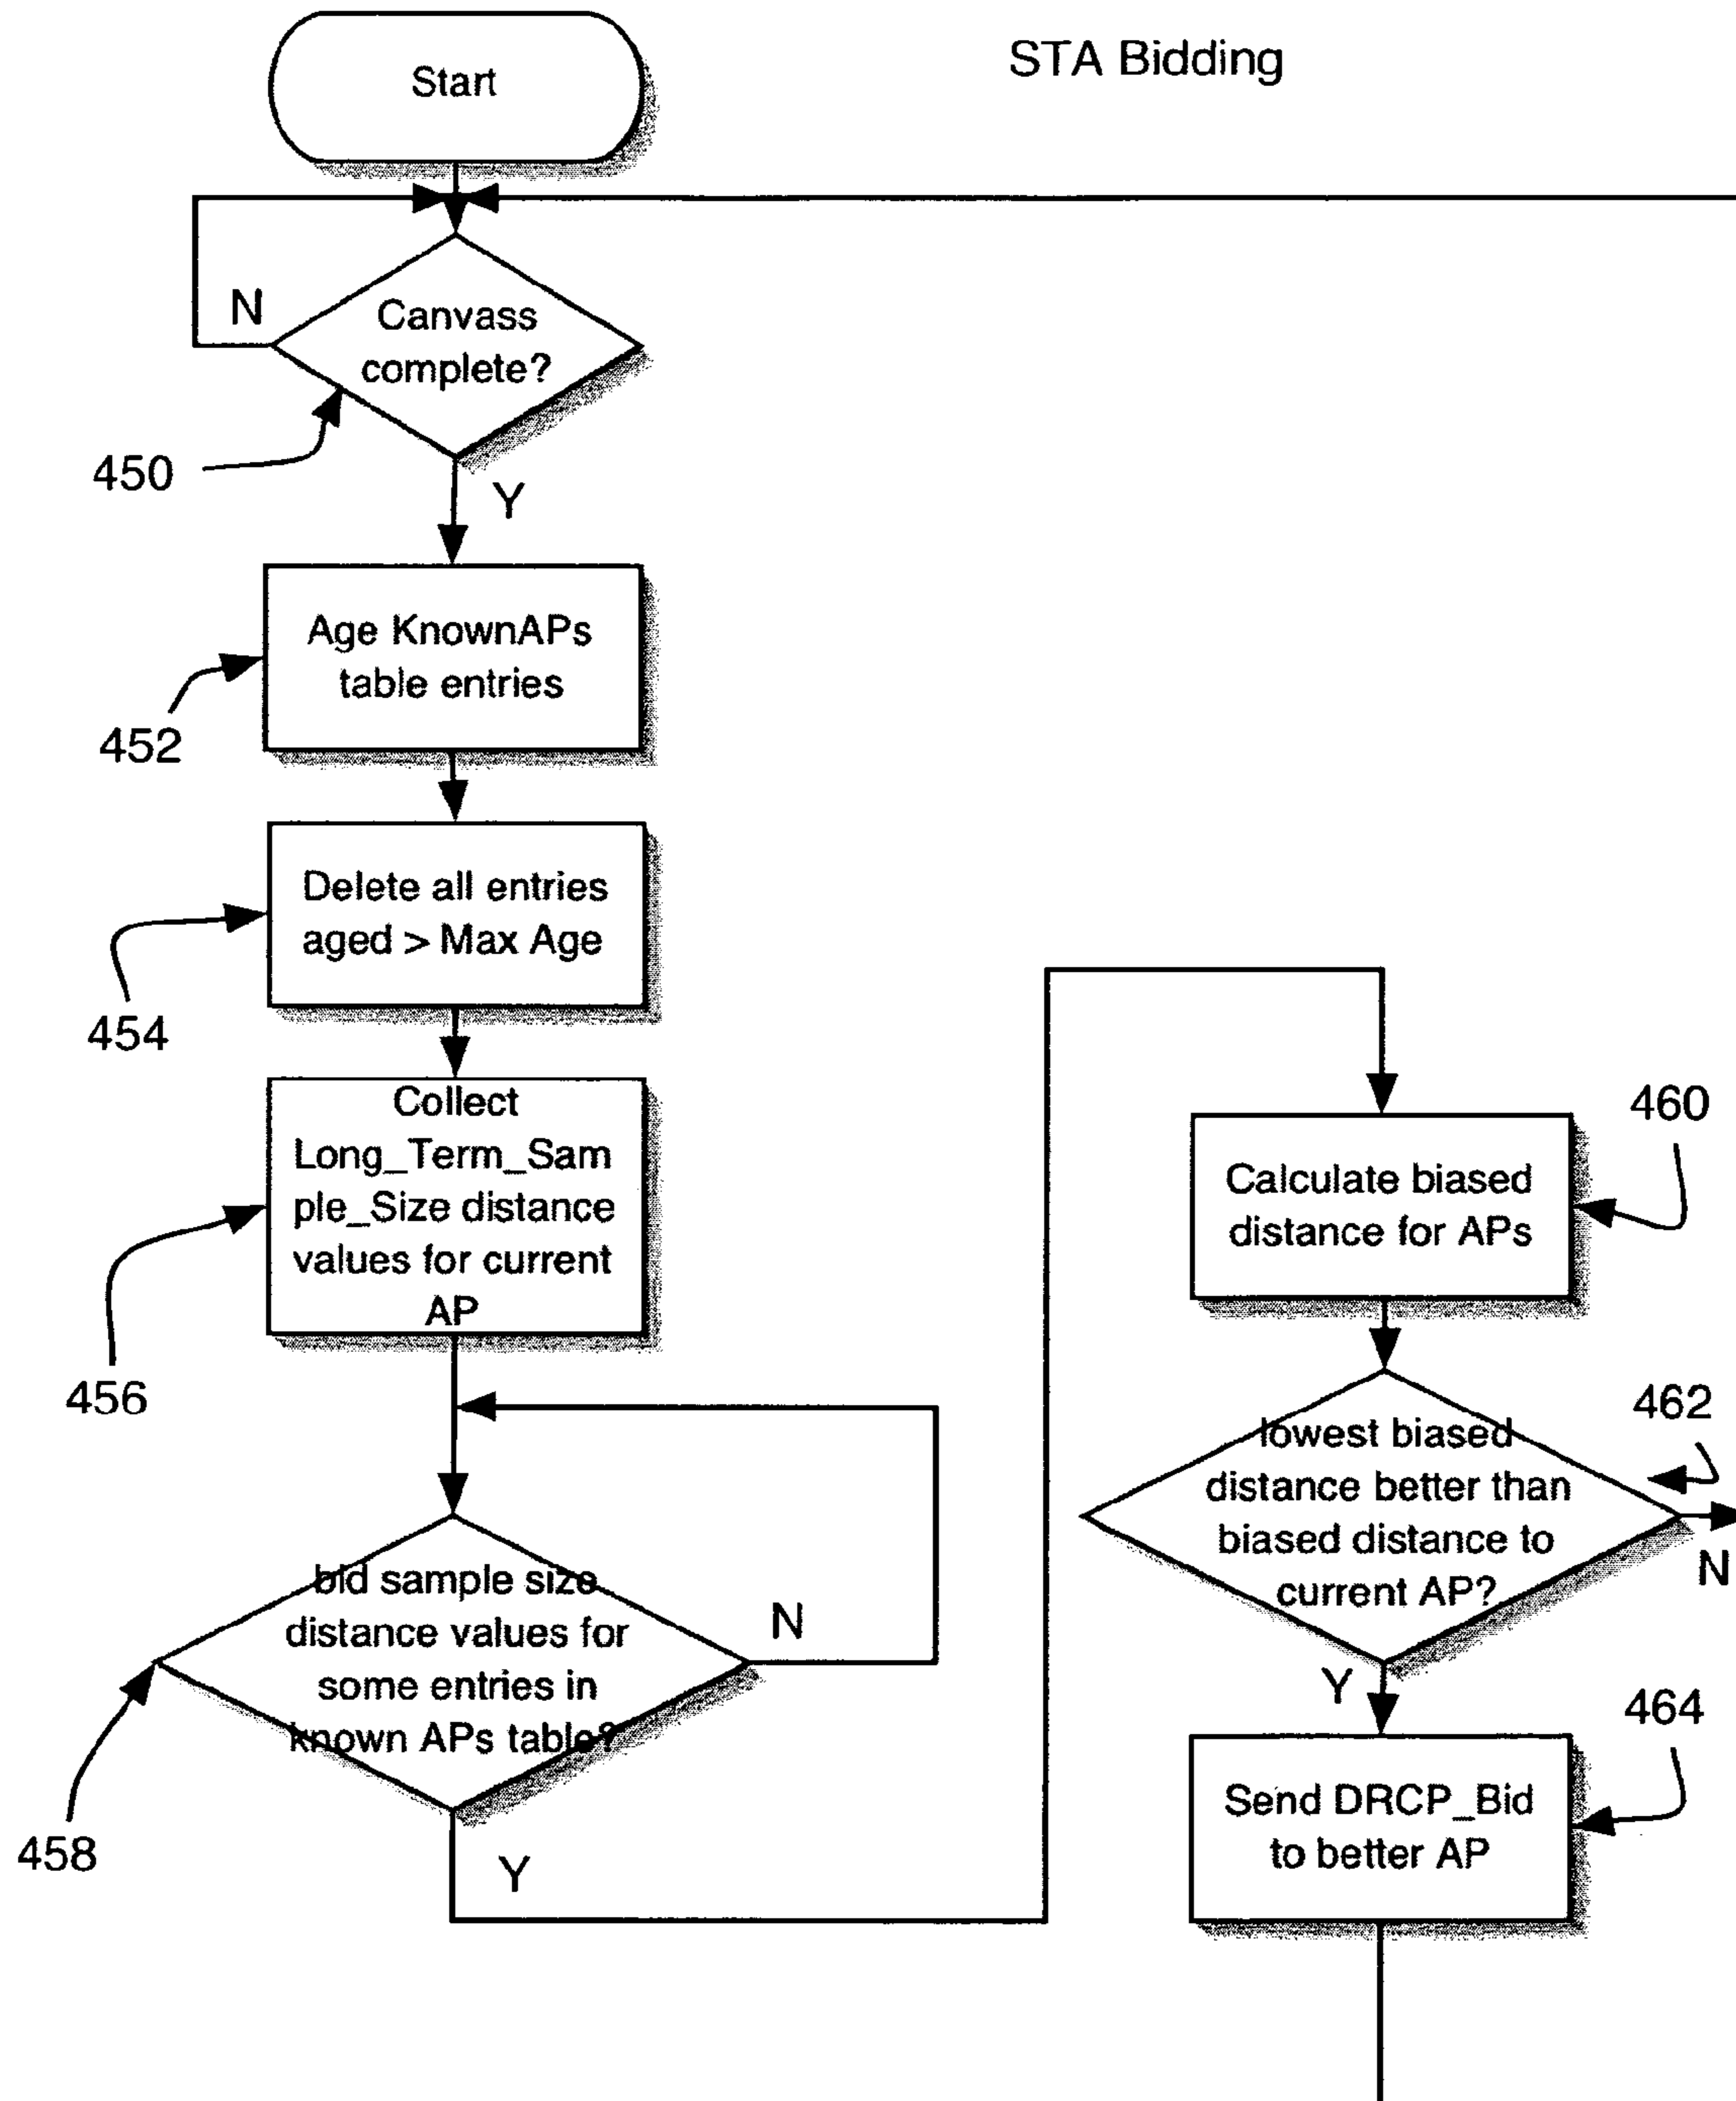 STA Bidding
Start
N
Canvass
complete?
450
Y
Age KnownAPs
table entries
452
Delete all entries
aged > Max Age
454
Collect
Long_Term_Sam
ple_Size distance
values for current
AP
456
bid sample size
distance values for
some entries in
known APs table?
N
458
Y
460
Calculate biased
distance for APs
462
lowest biased
distance better than
biased distance to
current AP?
N
Y
464
Send DRCP_Bid
to better AP